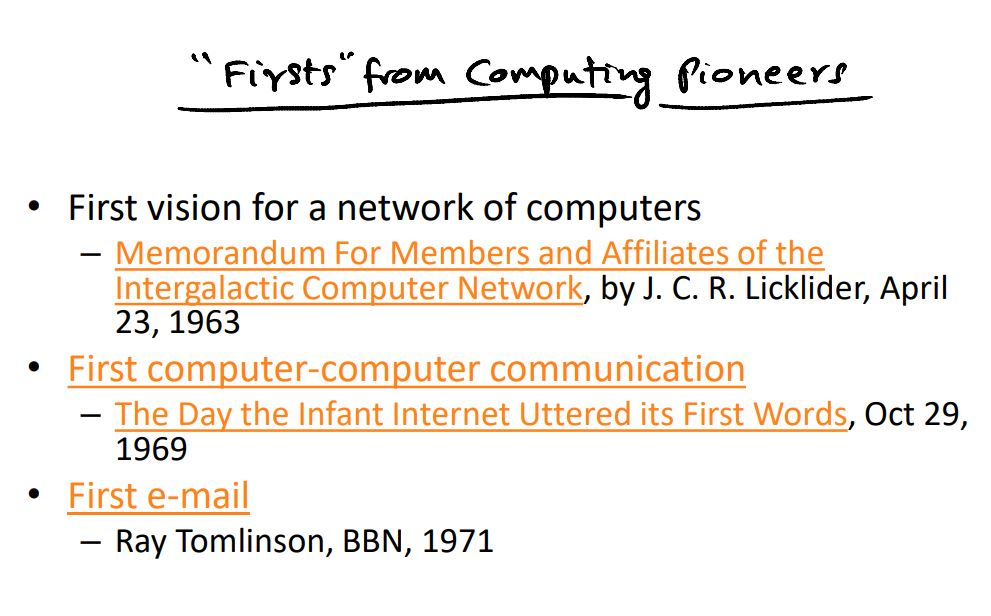 "Firsts" from Computing Pioneers
• First vision for a network of computers
– Memorandum For Members and Affiliates of the
Intergalactic Computer Network, by J. C. R. Licklider, April
23, 1963
• First computer-computer communication
– The Day the Infant Internet Uttered its First Words, Oct 29,
1969
• First e-mail
– Ray Tomlinson, BBN, 1971